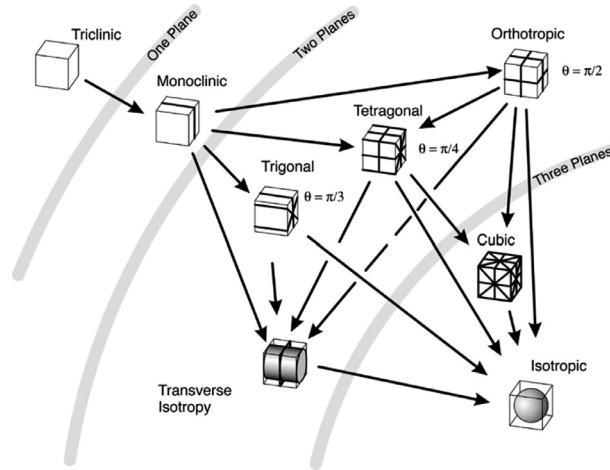 Triclinic
One Plane
Two Planes
Orthotropic
θ = π/2
Monoclinic
Tetragonal
θ = π/4
Trigonal
θ = π/3
Three Planes
Cubic
Transverse
Isotropy
Isotropic